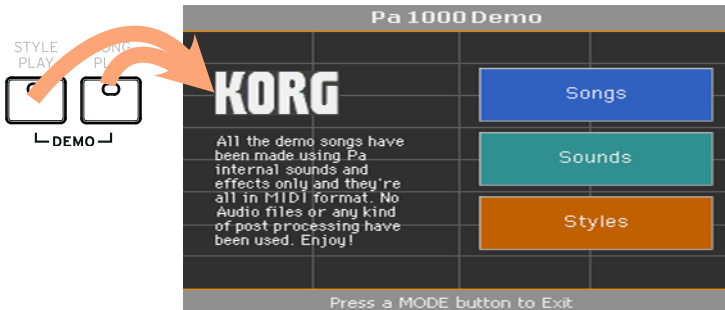 STYLE
PLAY
SONG
DEMO
Pa 1000 Demo
KORG
All the demo songs have
been made using Pa
internal sounds and
effects only and they're
all in MIDI format. No
Audio files or any kind
of post processing have
been used. Enjoy!
Songs
Sounds
Styles
Press a MODE button to Exit